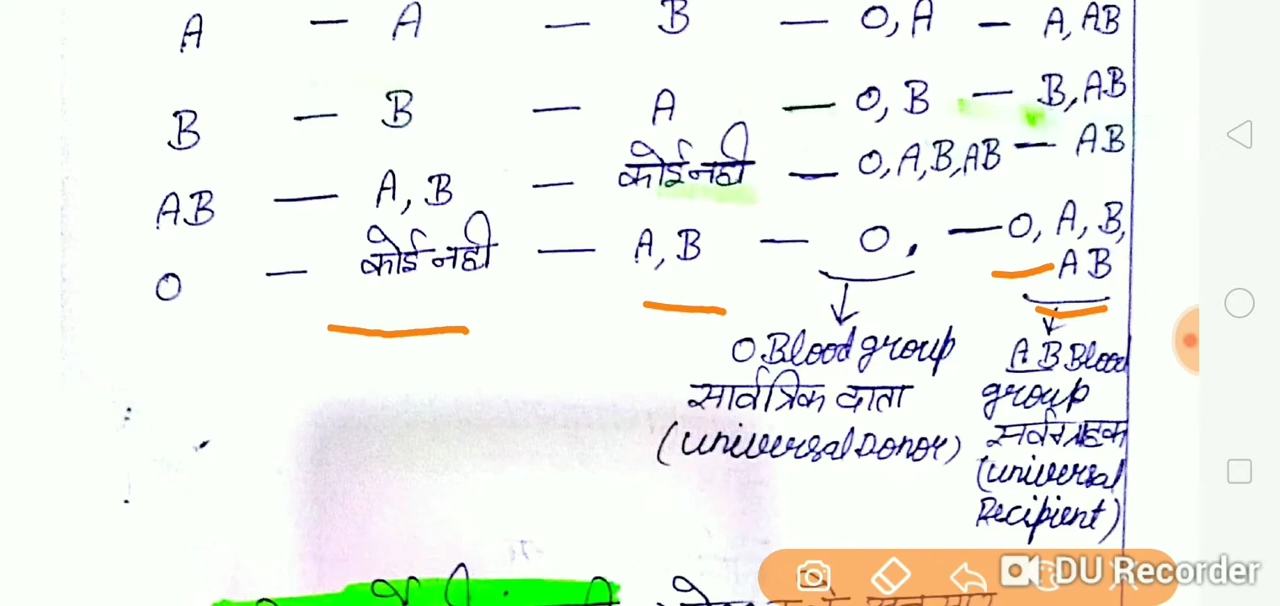 A — A — B — O, A — A, AB
B — B — A — O, B — B, AB
AB — A, B — कोई नही — O, A, B, AB — AB
O — कोई नही — A, B — O, — O, A, B,
AB
O Blood group
सार्वत्रिक दाता
(universal Donor)
AB Blood
group
सर्वग्राहक
(universal
Recipient)
DU Recorder